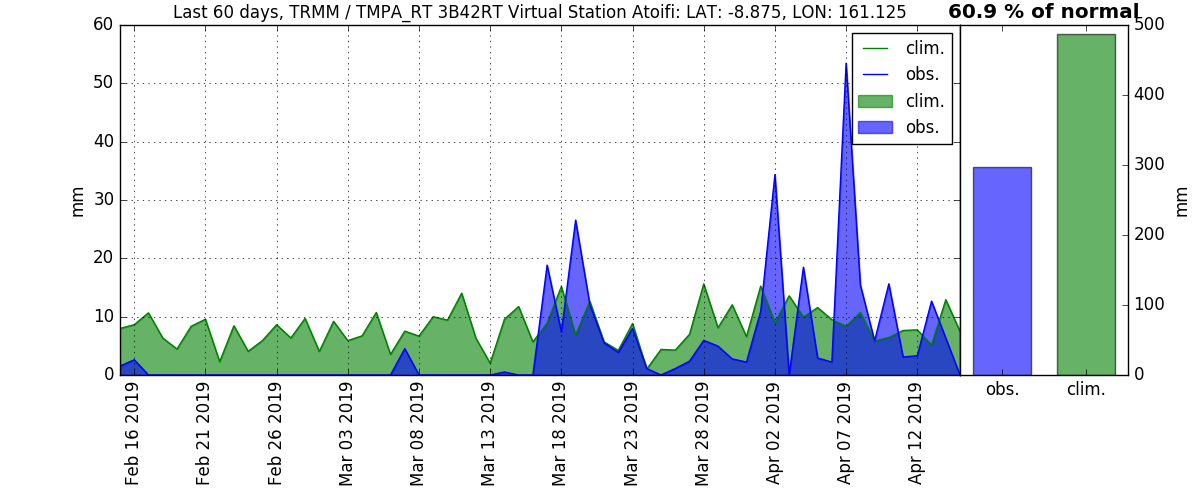 Last 60 days, TRMM / TMPA_RT 3B42RT Virtual Station Atoifi: LAT: -8.875, LON: 161.125
60.9 % of normal
60
50
40
30
20
10
0
mm
clim.
obs.
clim.
obs.
Feb 16 2019
Feb 21 2019
Feb 26 2019
Mar 03 2019
Mar 08 2019
Mar 13 2019
Mar 18 2019
Mar 23 2019
Mar 28 2019
Apr 02 2019
Apr 07 2019
Apr 12 2019
500
400
300
200
100
0
mm
obs.
clim.